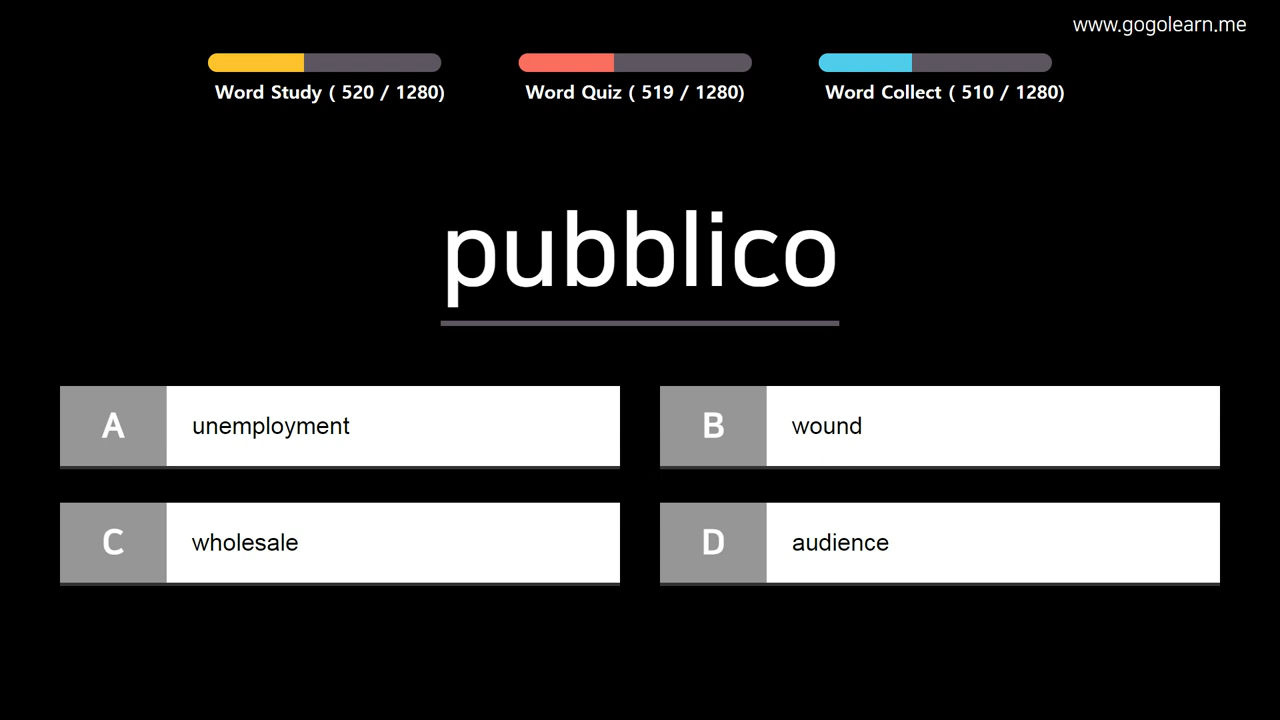 www.gogolearn.me
Word Study ( 520 / 1280)
Word Quiz ( 519 / 1280)
Word Collect ( 510 / 1280)
pubblico
A unemployment
B wound
C wholesale
D audience